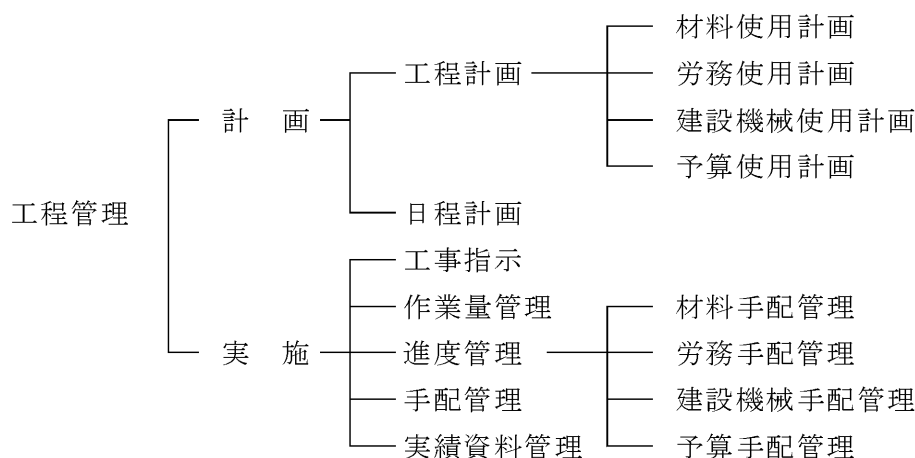 材料使用計画
工程計画
労務使用計画
計　画
建設機械使用計画
予算使用計画
工程管理
日程計画
工事指示
作業量管理
材料手配管理
実　施
進度管理
労務手配管理
手配管理
建設機械手配管理
実績資料管理
予算手配管理